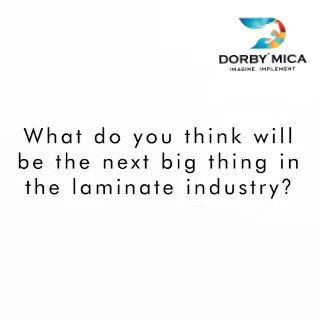 DORBY MICA
IMAGINE. IMPLEMENT
What do you think will
be the next big thing in
the laminate industry?